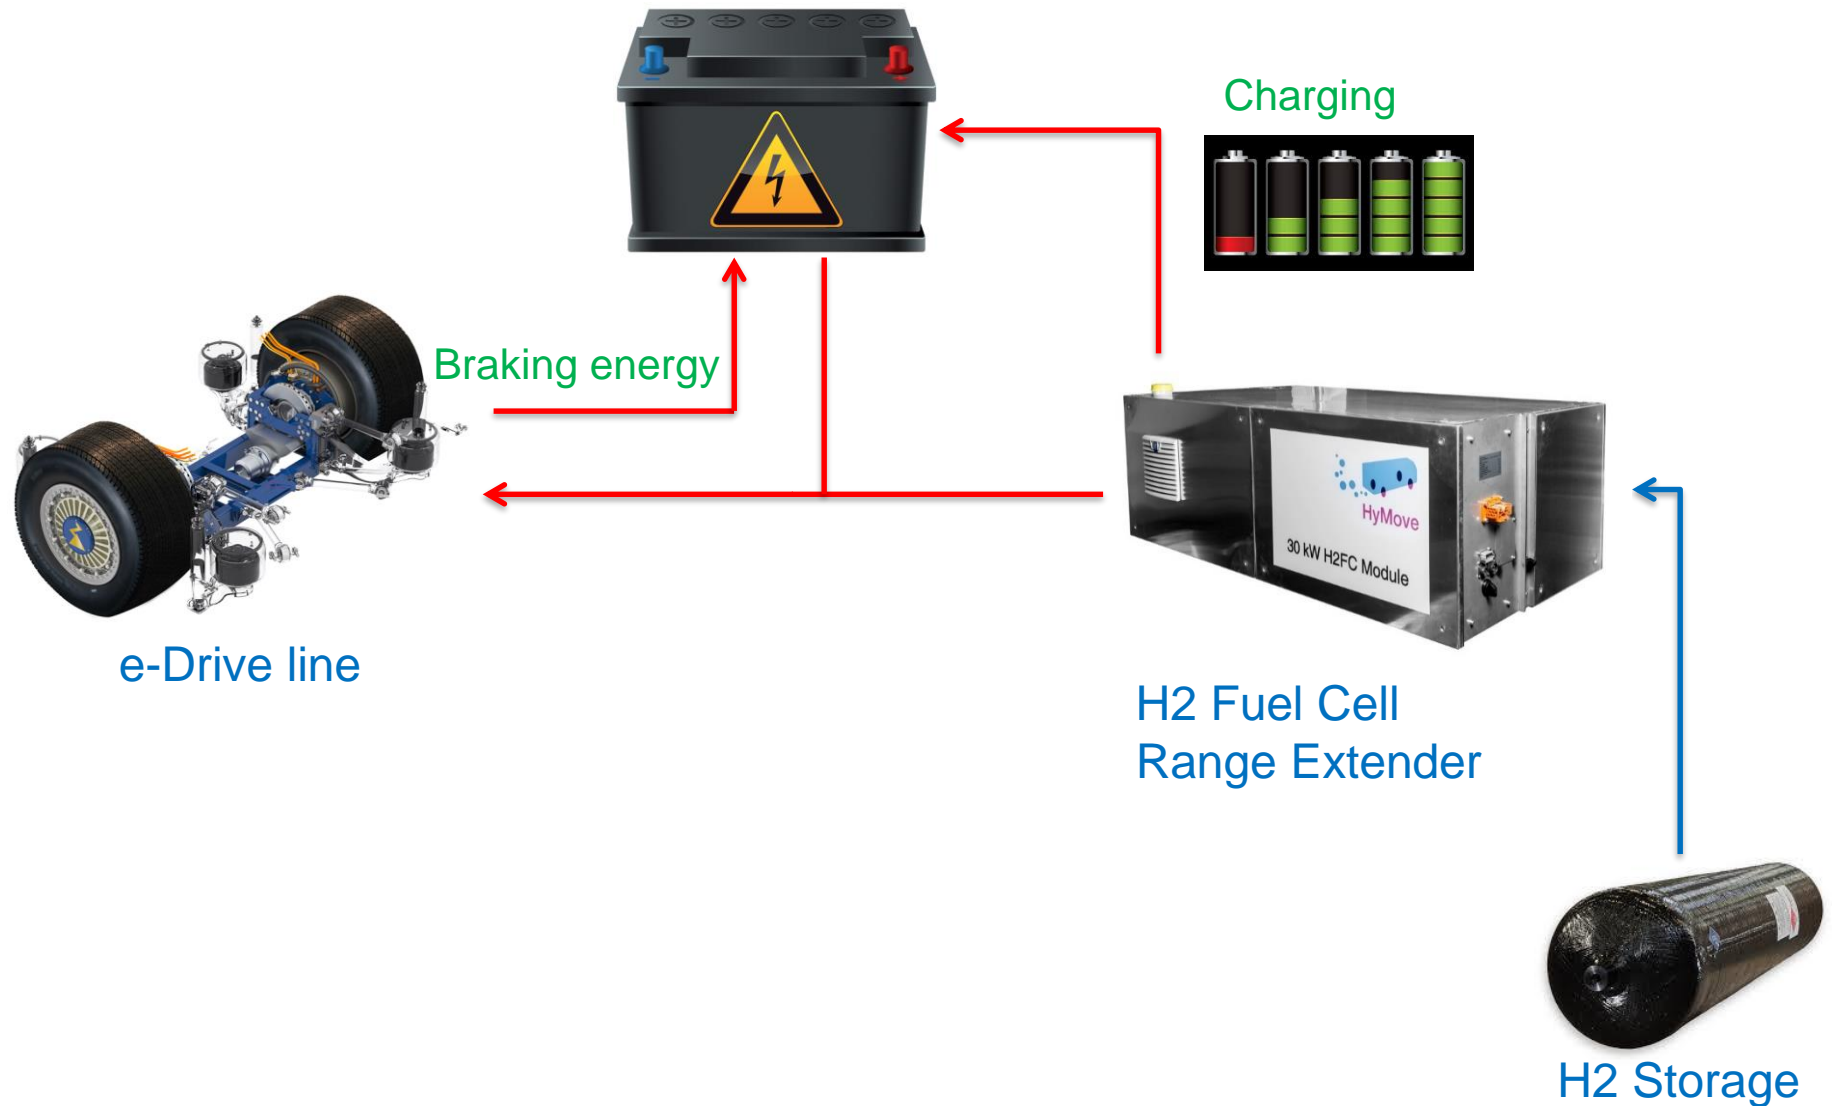 Charging
Braking energy
HyMove
30 kW H2FC Module
e-Drive line
H2 Fuel Cell
Range Extender
H2 Storage